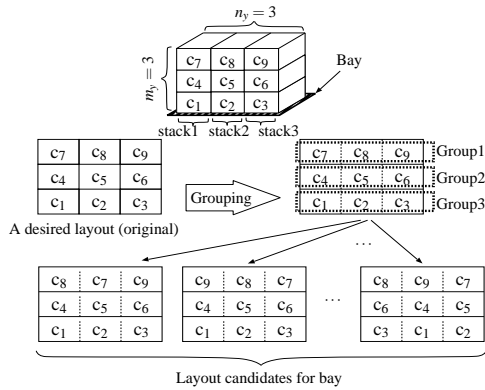 n_y = 3
m_y = 3
c7 c8 c9
c4 c5 c6
c1 c2 c3
Bay
stack1 stack2 stack3
c7 c8 c9
c4 c5 c6
c1 c2 c3
A desired layout (original)
Grouping
c7 c8 c9 Group1
c4 c5 c6 Group2
c1 c2 c3 Group3
...
c8 c7 c9
c4 c5 c6
c1 c2 c3
c9 c8 c7
c4 c5 c6
c1 c2 c3
...
c8 c9 c7
c6 c4 c5
c3 c1 c2
Layout candidates for bay